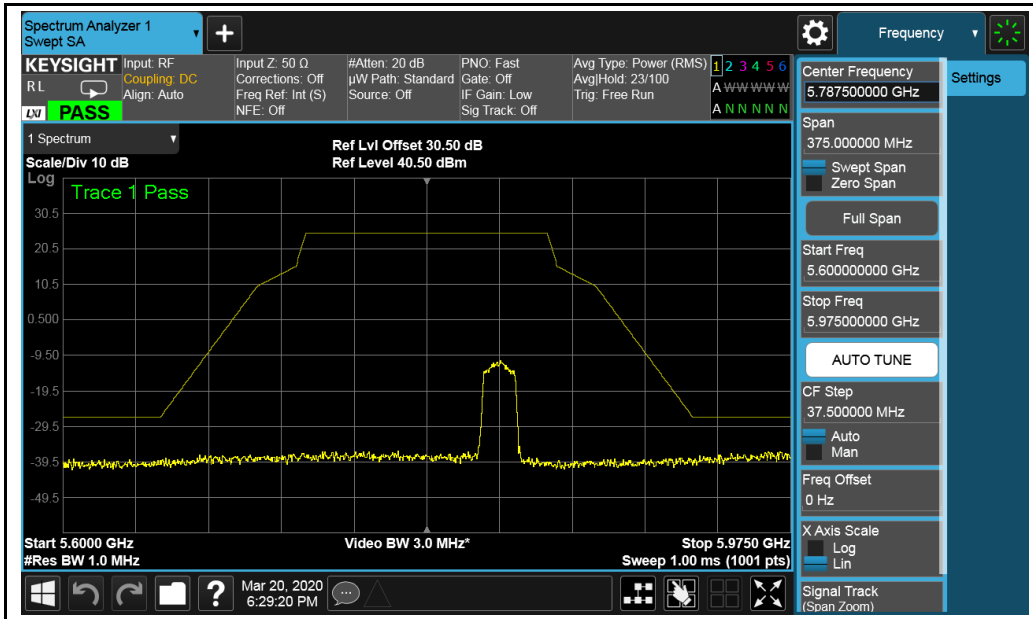 Spectrum Analyzer 1
Swept SA
Frequency
KEYSIGHT
RL
LXI PASS
Input: RF
Coupling: DC
Align: Auto
Input Z: 50 Ω
Corrections: Off
Freq Ref: Int (S)
NFE: Off
#Atten: 20 dB
µW Path: Standard
Source: Off
PNO: Fast
Gate: Off
IF Gain: Low
Sig Track: Off
Avg Type: Power (RMS)
Avg|Hold: 23/100
Trig: Free Run
1 2 3 4 5 6
A W W W W W
A N N N N N
1 Spectrum
Scale/Div 10 dB
Ref Lvl Offset 30.50 dB
Ref Level 40.50 dBm
Log
Trace 1 Pass
30.5
20.5
10.5
0.500
-9.50
-19.5
-29.5
-39.5
-49.5
Start 5.6000 GHz
#Res BW 1.0 MHz
Video BW 3.0 MHz*
Stop 5.9750 GHz
Sweep 1.00 ms (1001 pts)
?
Mar 20, 2020
6:29:20 PM
Center Frequency
5.787500000 GHz
Settings
Span
375.000000 MHz
Swept Span
Zero Span
Full Span
Start Freq
5.600000000 GHz
Stop Freq
5.975000000 GHz
AUTO TUNE
CF Step
37.500000 MHz
Auto
Man
Freq Offset
0 Hz
X Axis Scale
Log
Lin
Signal Track
(Span Zoom)